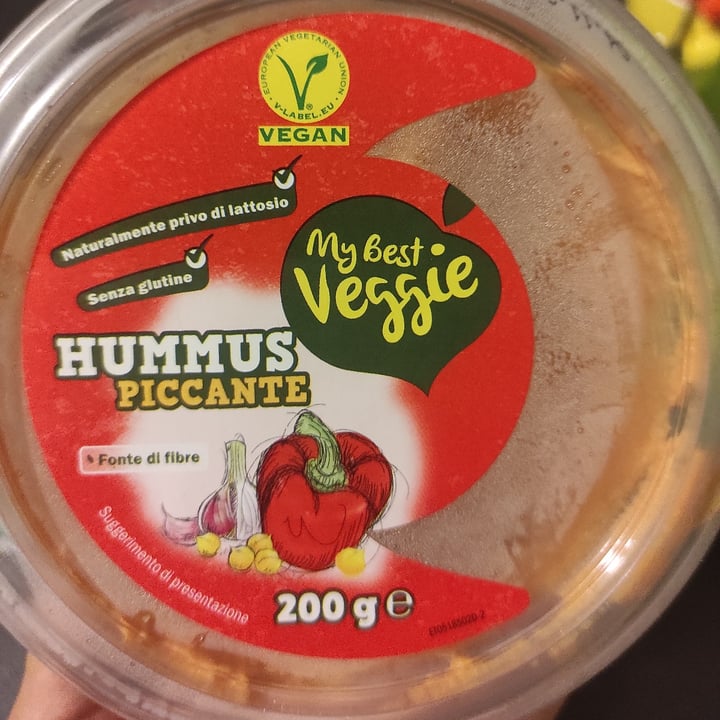 EUROPEAN VEGETARIAN UNION
V-LABEL.EU
VEGAN
Naturalmente privo di lattosio
Senza glutine
My Best
Veggie
HUMMUS
PICCANTE
Fonte di fibre
Suggerimento di presentazione
200 g ℮